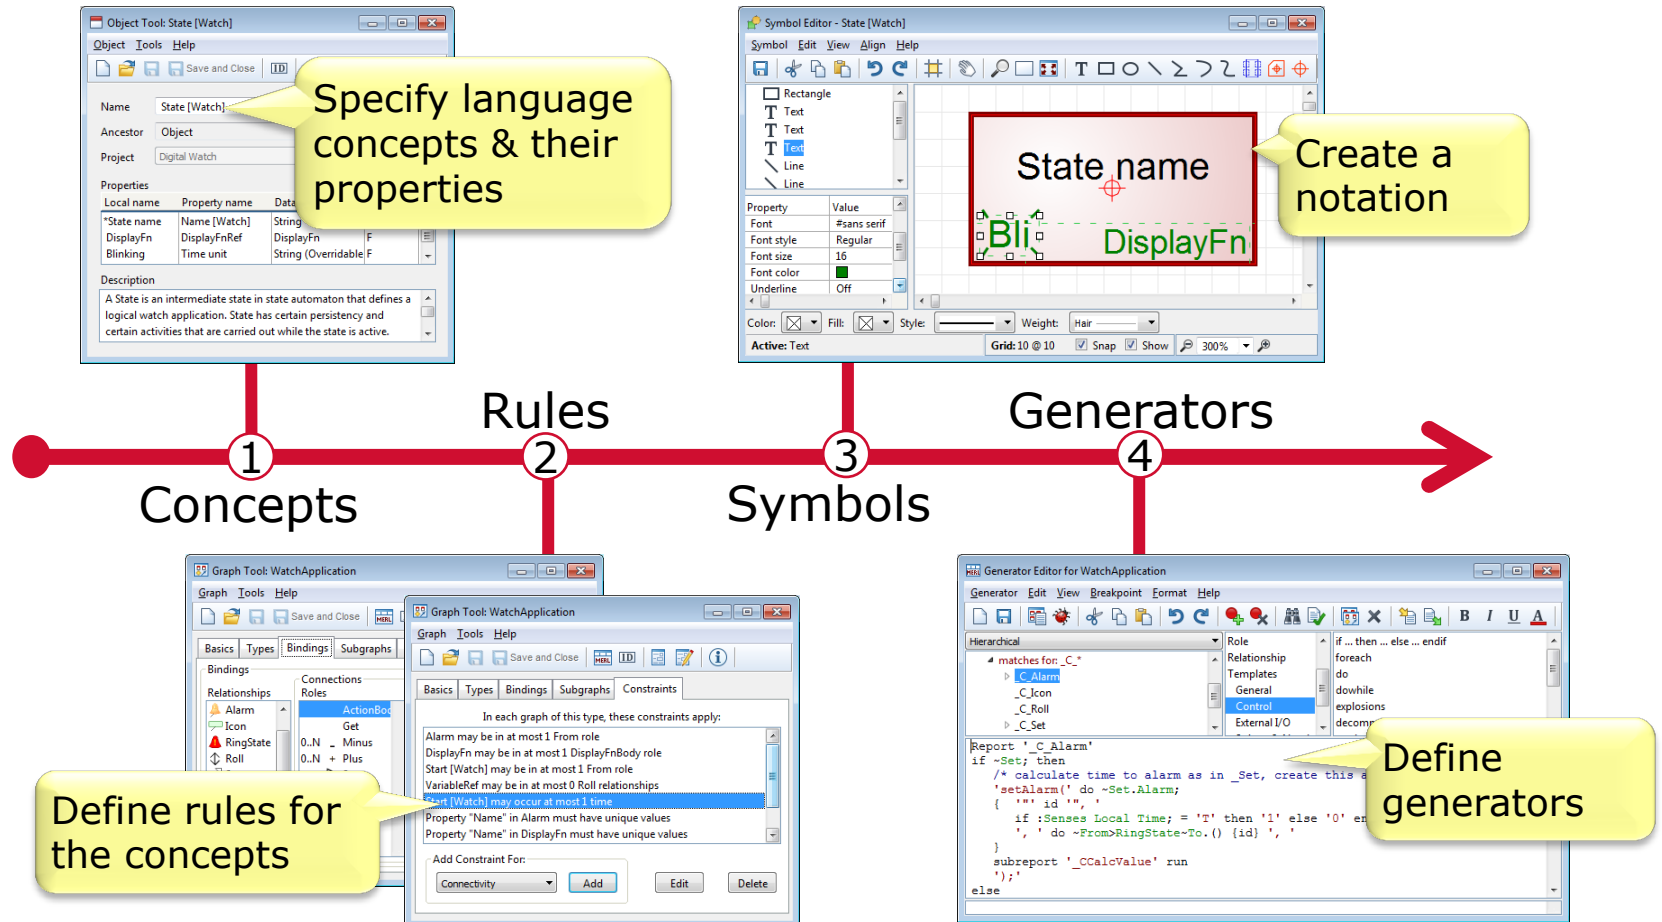 Object Tool: State [Watch]
Object Tools Help
Save and Close ID
Name State [Watch]
Ancestor Object
Project Digital Watch
Properties
Local name Property name
*State name Name [Watch] String
DisplayFn DisplayFnRef DisplayFn F
Blinking Time unit String (Overridable F
Description
A State is an intermediate state in state automaton that defines a
logical watch application. State has certain persistency and
certain activities that are carried out while the state is active.
Specify language
concepts & their
properties
Symbol Editor - State [Watch]
Symbol Edit View Align Help
T
Rectangle
T Text
T Text
T Text
Line
Line
Property Value
Font #sans serif
Font style Regular
Font size 16
Font color
Underline Off
State name
Bli
DisplayFn
Color: Fill: Style: Weight: Hair
Active: Text Grid: 10 @ 10 Snap Show 300%
Create a
notation
Rules
Generators
1
2
3
4
Concepts
Symbols
Graph Tool: WatchApplication
Graph Tools Help
Save and Close MERL
Basics Types Bindings Subgraphs
Bindings
Relationships
Alarm
Icon
RingState
Roll
Connections
Roles
Get
0..N - Minus
0..N + Plus
Graph Tool: WatchApplication
Graph Tools Help
Save and Close MERL ID
Basics Types Bindings Subgraphs Constraints
In each graph of this type, these constraints apply:
Alarm may be in at most 1 From role
DisplayFn may be in at most 1 DisplayFnBody role
Start [Watch] may be in at most 1 From role
VariableRef may be in at most 0 Roll relationships
Start [Watch] may occur at most 1 time
Property "Name" in Alarm must have unique values
Property "Name" in DisplayFn must have unique values
Add Constraint For:
Connectivity Add Edit Delete
Define rules for
the concepts
Generator Editor for WatchApplication
Generator Edit View Breakpoint Format Help
B I U A
Hierarchical
matches for: _C_*
_C_Alarm
_C_Icon
_C_Roll
_C_Set
Role
Relationship
Templates
General
Control
External I/O
if ... then ... else ... endif
foreach
do
dowhile
explosions
Report '_C_Alarm'
if ~Set; then
/* calculate time to alarm as in _Set, create this
'setAlarm(' do ~Set.Alarm;
{ '"' id '", '
if :Senses Local Time; = 'T' then '1' else '0'
', ' do ~From>RingState~To.() {id} ', '
}
subreport '_CCalcValue' run
');'
else
Define
generators